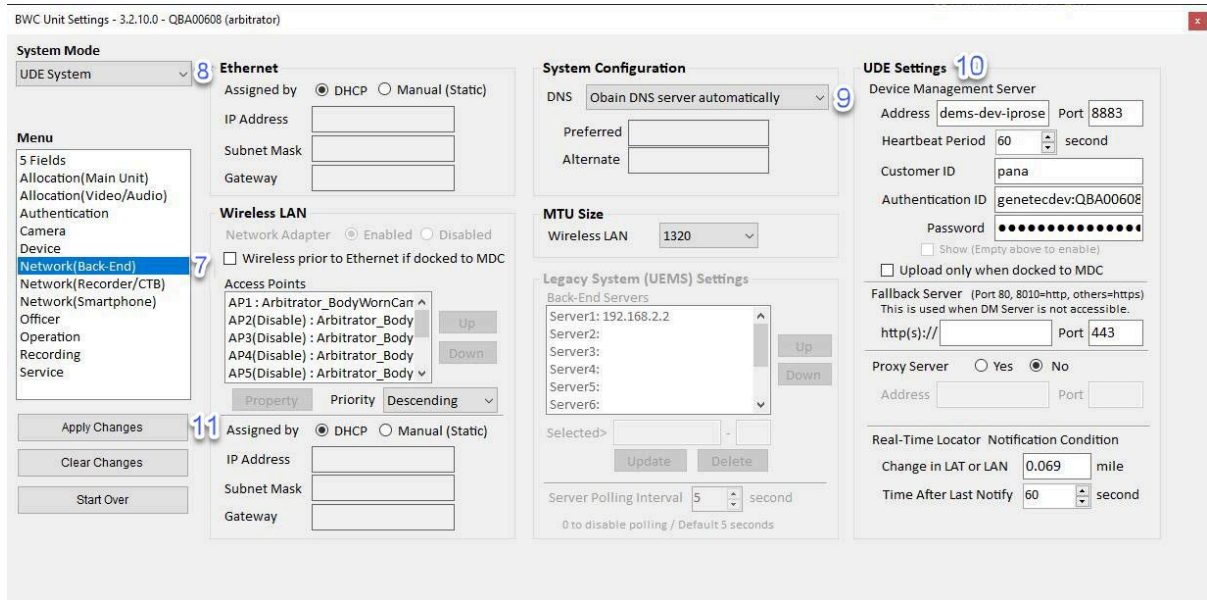 BWC Unit Settings - 3.2.10.0 - QBA00608 (arbitrator)
x
System Mode
UDE System
8
Menu
5 Fields
Allocation(Main Unit)
Allocation(Video/Audio)
Authentication
Camera
Device
Network(Back-End)
7
Network(Recorder/CTB)
Network(Smartphone)
Officer
Operation
Recording
Service
Apply Changes
11
Clear Changes
Start Over
Ethernet
Assigned by DHCP Manual (Static)
IP Address
Subnet Mask
Gateway
Wireless LAN
Network Adapter Enabled Disabled
Wireless prior to Ethernet if docked to MDC
Access Points
AP1 : Arbitrator_BodyWornCam
AP2(Disable) : Arbitrator_Body
AP3(Disable) : Arbitrator_Body
AP4(Disable) : Arbitrator_Body
AP5(Disable) : Arbitrator_Body
Up
Down
Property Priority Descending
Assigned by DHCP Manual (Static)
IP Address
Subnet Mask
Gateway
System Configuration
DNS Obain DNS server automatically
9
Preferred
Alternate
MTU Size
Wireless LAN 1320
Legacy System (UEMS) Settings
Back-End Servers
Server1: 192.168.2.2
Server2:
Server3:
Server4:
Server5:
Server6:
Up
Down
Selected> -
Update Delete
Server Polling Interval 5 second
0 to disable polling / Default 5 seconds
UDE Settings 10
Device Management Server
Address dems-dev-iprose Port 8883
Heartbeat Period 60 second
Customer ID pana
Authentication ID genetecdev:QBA00608
Password ●●●●●●●●●●●●●●●
Show (Empty above to enable)
Upload only when docked to MDC
Fallback Server (Port 80, 8010=http, others=https)
This is used when DM Server is not accessible.
http(s):// Port 443
Proxy Server Yes No
Address Port
Real-Time Locator Notification Condition
Change in LAT or LAN 0.069 mile
Time After Last Notify 60 second